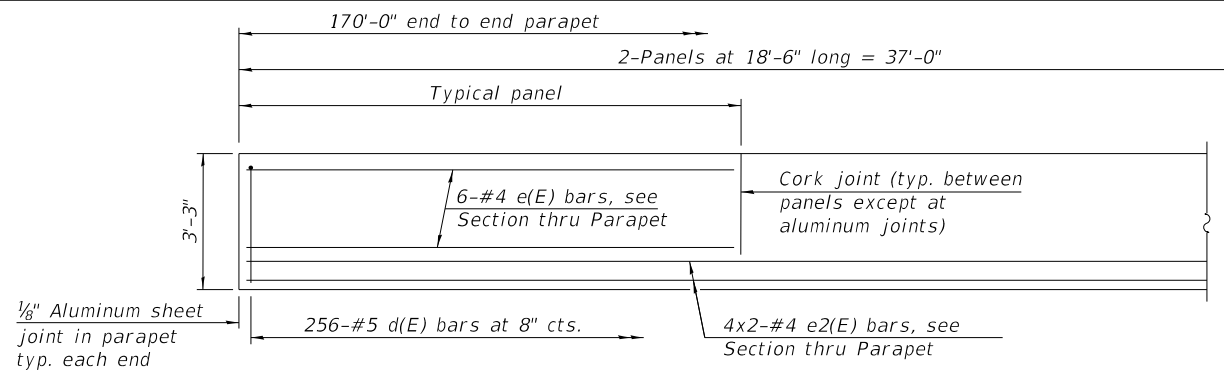 170'-0" end to end parapet
2-Panels at 18'-6" long = 37'-0"
Typical panel
3'-3"
6-#4 e(E) bars, see
Section thru Parapet
Cork joint (typ. between
panels except at
aluminum joints)
⅛" Aluminum sheet
joint in parapet
typ. each end
256-#5 d(E) bars at 8" cts.
4x2-#4 e2(E) bars, see
Section thru Parapet